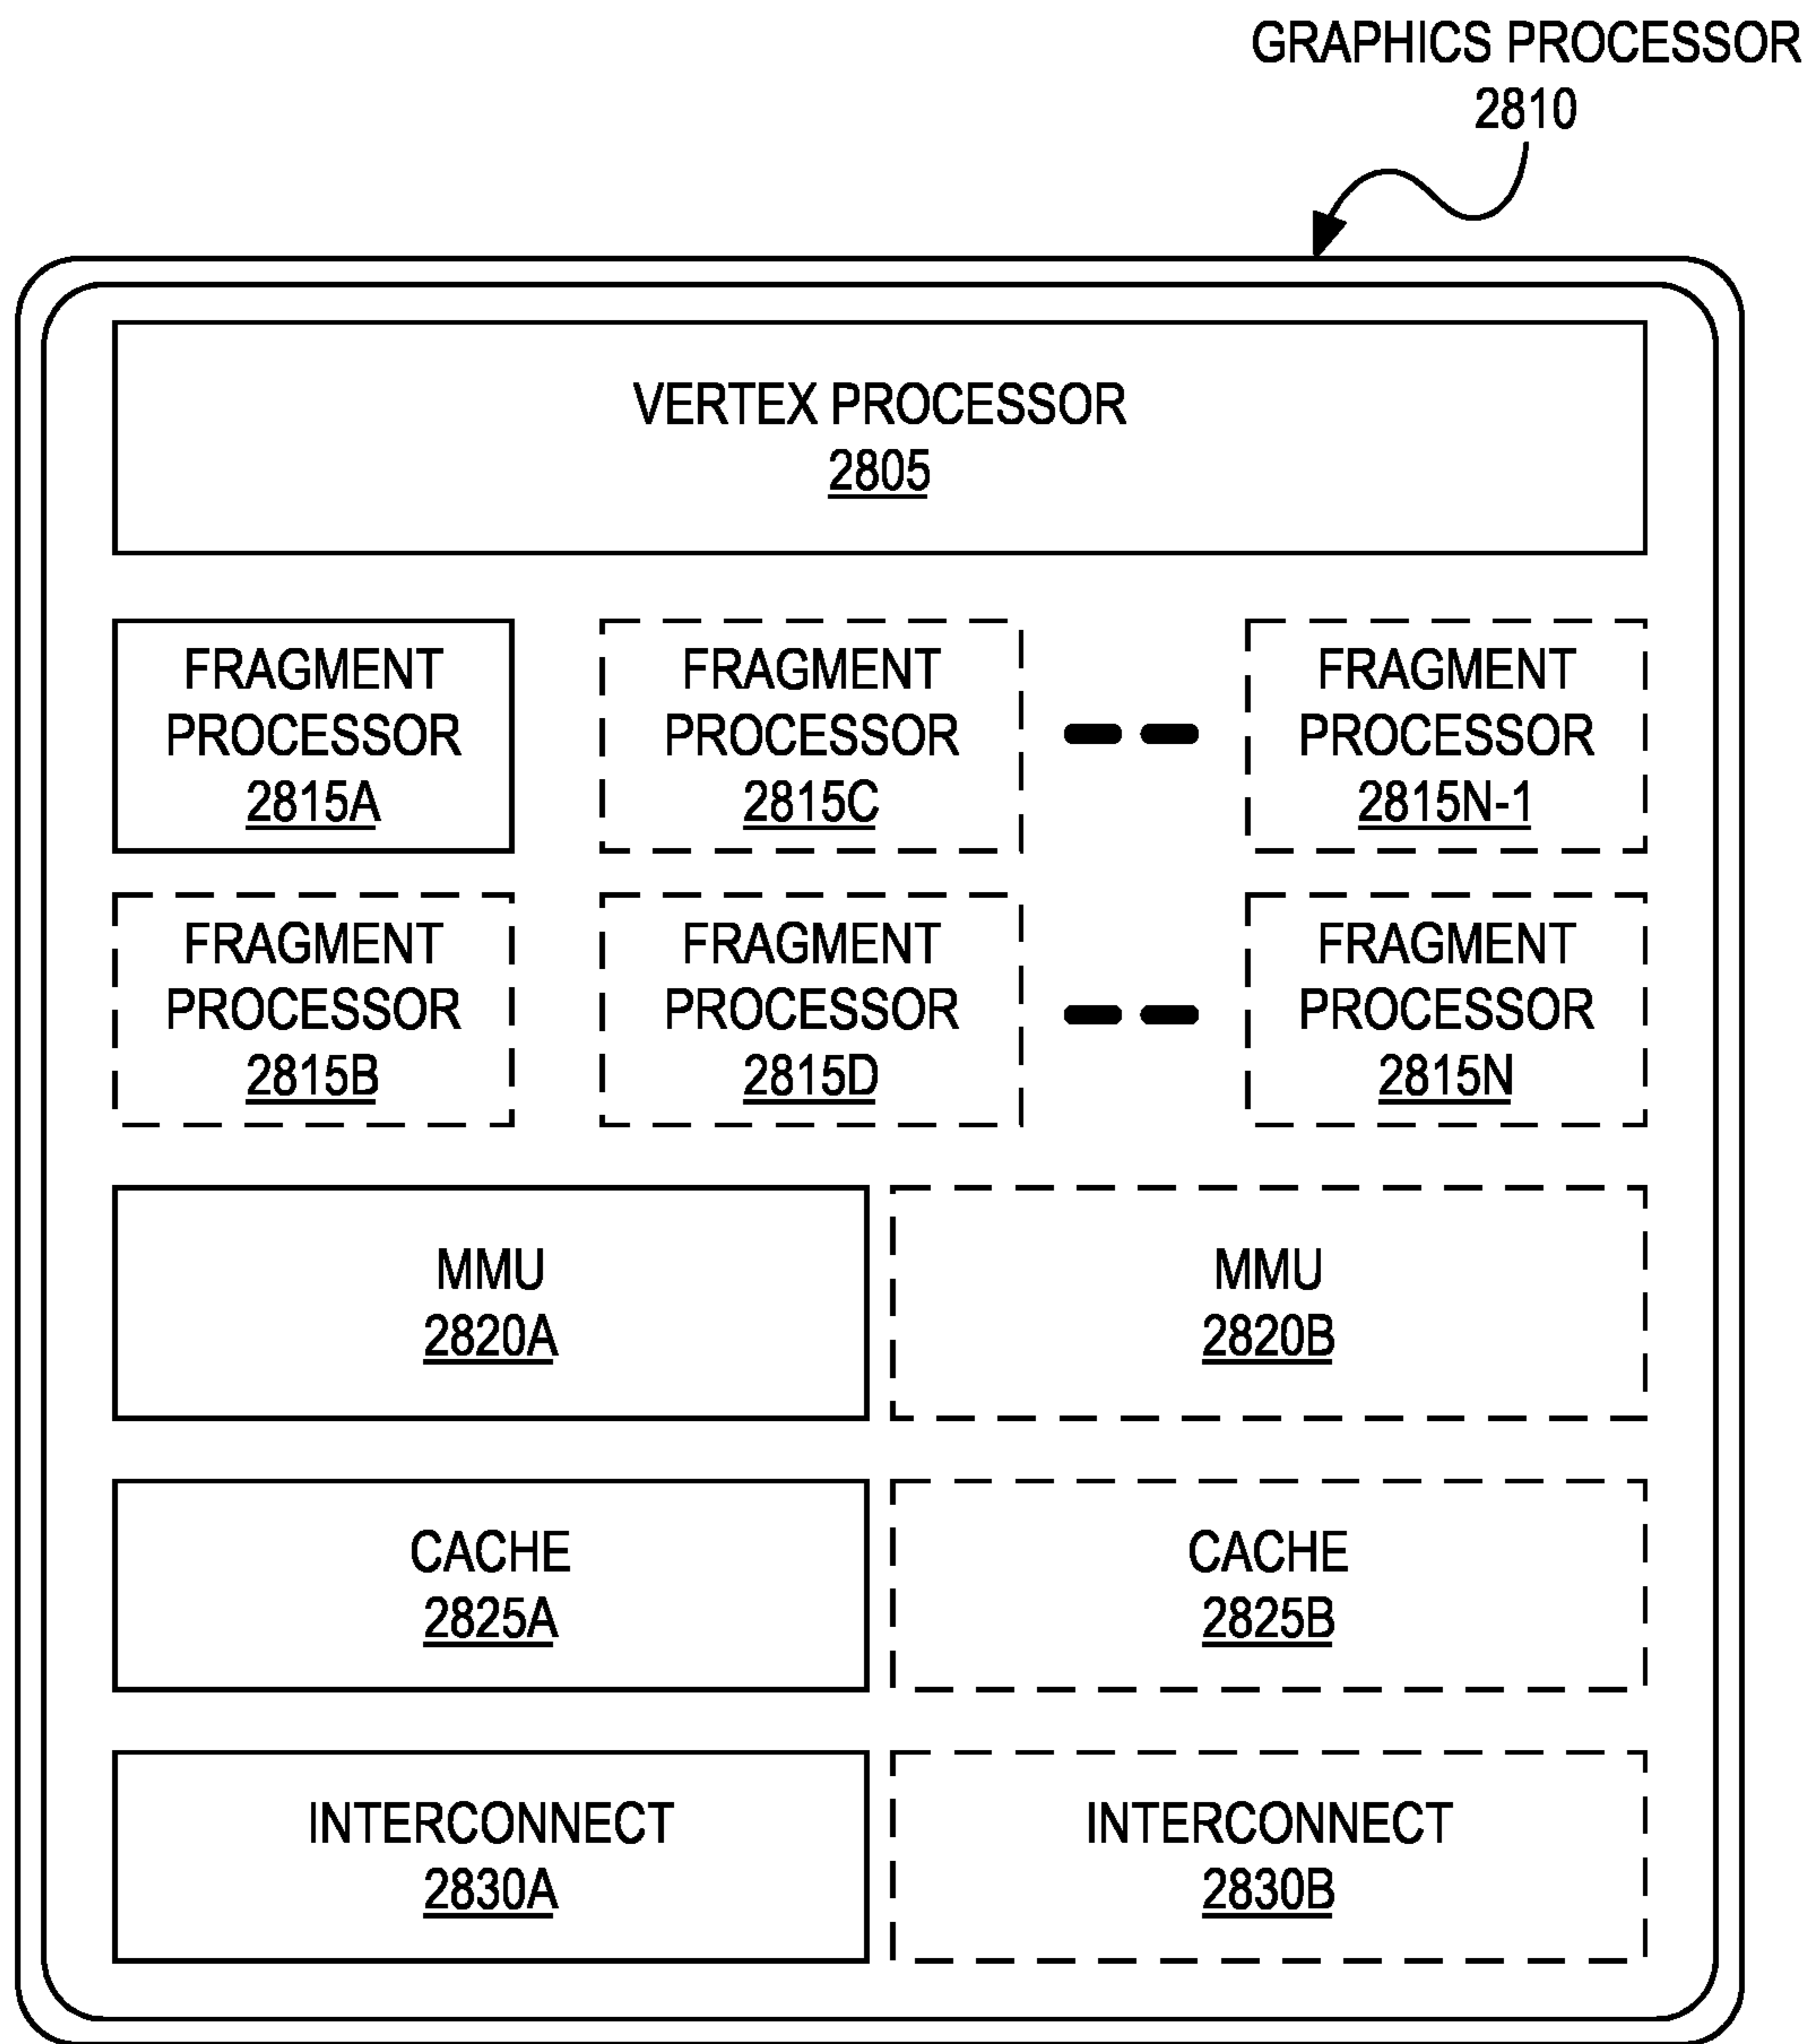 GRAPHICS PROCESSOR
2810
VERTEX PROCESSOR
2805
FRAGMENT
PROCESSOR
2815A
FRAGMENT
PROCESSOR
2815C
FRAGMENT
PROCESSOR
2815N-1
FRAGMENT
PROCESSOR
2815B
FRAGMENT
PROCESSOR
2815D
FRAGMENT
PROCESSOR
2815N
MMU
2820A
MMU
2820B
CACHE
2825A
CACHE
2825B
INTERCONNECT
2830A
INTERCONNECT
2830B